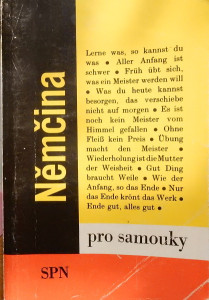 Němčina
Lerne was, so kannst du
was • Aller Anfang ist
schwer • Früh übt sich,
was ein Meister werden will
• Was du heute kannst
besorgen, das verschiebe
nicht auf morgen • Es ist
noch kein Meister vom
Himmel gefallen • Ohne
Fleiß kein Preis • Übung
macht den Meister •
Wiederholung ist die Mutter
der Weisheit • Gut Ding
braucht Weile • Wie der
Anfang, so das Ende • Nur
das Ende krönt das Werk •
Ende gut, alles gut •
pro samouky
SPN